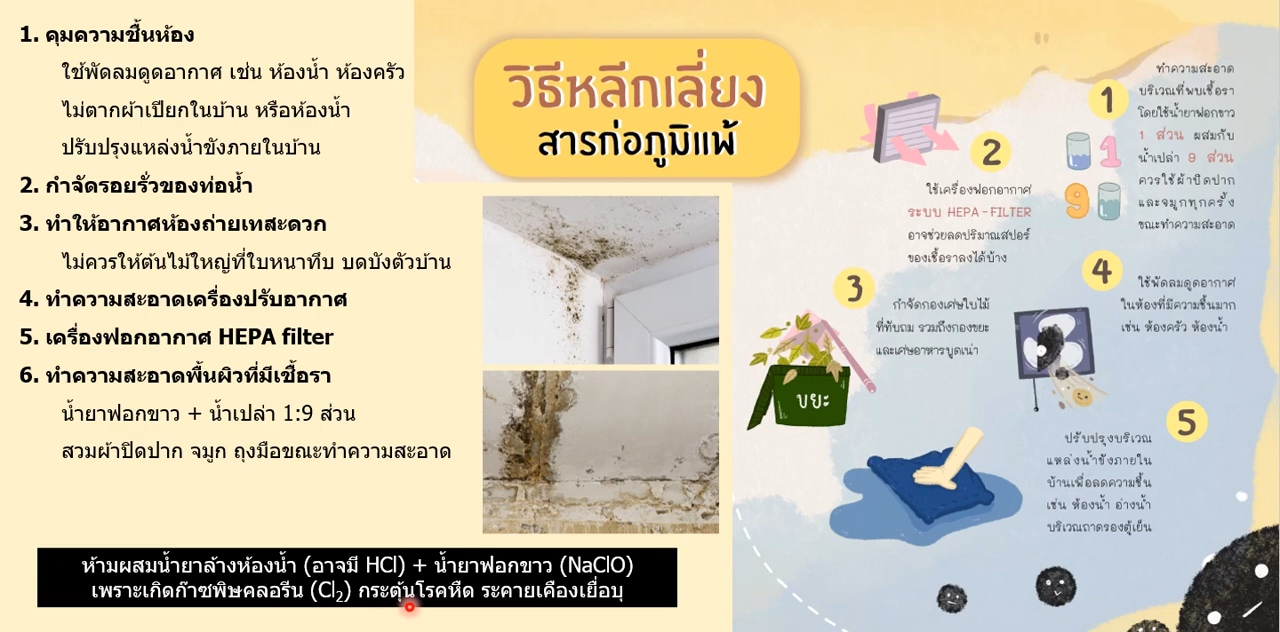 1. คุมความชื้นห้อง
ใช้พัดลมดูดอากาศ เช่น ห้องน้ำ ห้องครัว
ไม่ตากผ้าเปียกในบ้าน หรือห้องน้ำ
ปรับปรุงแหล่งน้ำขังภายในบ้าน
2. กำจัดรอยรั่วของท่อน้ำ
3. ทำให้อากาศห้องถ่ายเทสะดวก
ไม่ควรให้ต้นไม้ใหญ่ที่ใบหนาทึบ บดบังตัวบ้าน
4. ทำความสะอาดเครื่องปรับอากาศ
5. เครื่องฟอกอากาศ HEPA filter
6. ทำความสะอาดพื้นผิวที่มีเชื้อรา
น้ำยาฟอกขาว + น้ำเปล่า 1:9 ส่วน
สวมผ้าปิดปาก จมูก ถุงมือขณะทำความสะอาด
ห้ามผสมน้ำยาล้างห้องน้ำ (อาจมี HCl) + น้ำยาฟอกขาว (NaClO)
เพราะเกิดก๊าซพิษคลอรีน (Cl₂) กระตุ้นโรคหืด ระคายเคืองเยื่อบุ
วิธีหลีกเลี่ยง
สารก่อภูมิแพ้
1
ทำความสะอาด
บริเวณที่พบเชื้อรา
โดยใช้น้ำยาฟอกขาว
1 ส่วน ผสมกับ
น้ำเปล่า 9 ส่วน
ควรใช้ผ้าปิดปาก
และจมูกทุกครั้ง
ขณะทำความสะอาด
1
9
2
ใช้เครื่องฟอกอากาศ
ระบบ HEPA-FILTER
อาจช่วยลดปริมาณสปอร์
ของเชื้อราลงได้บ้าง
3
กำจัดกองเศษใบไม้
ที่ทับถม รวมถึงกองขยะ
และเศษอาหารบูดเน่า
ขยะ
4
ใช้พัดลมดูดอากาศ
ในห้องที่มีความชื้นมาก
เช่น ห้องครัว ห้องน้ำ
5
ปรับปรุงบริเวณ
แหล่งน้ำขังภายใน
บ้านเพื่อลดความชื้น
เช่น ห้องน้ำ อ่างน้ำ
บริเวณถาดรองตู้เย็น